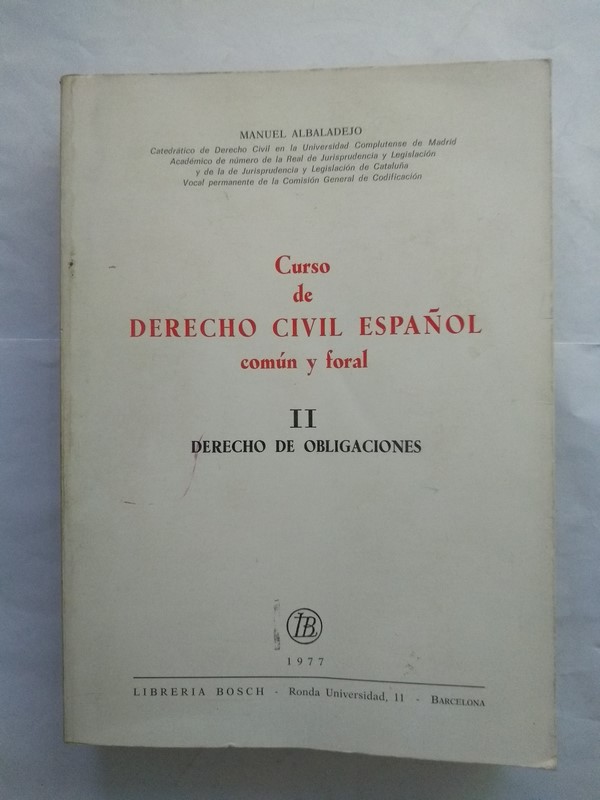 MANUEL ALBALADEJO
Catedrático de Derecho Civil en la Universidad Complutense de Madrid
Académico de número de la Real de Jurisprudencia y Legislación
y de la de Jurisprudencia y Legislación de Cataluña
Vocal permanente de la Comisión General de Codificación
Curso
de
DERECHO CIVIL ESPAÑOL
común y foral
II
DERECHO DE OBLIGACIONES
LB
1977
LIBRERIA BOSCH - Ronda Universidad, 11 - BARCELONA